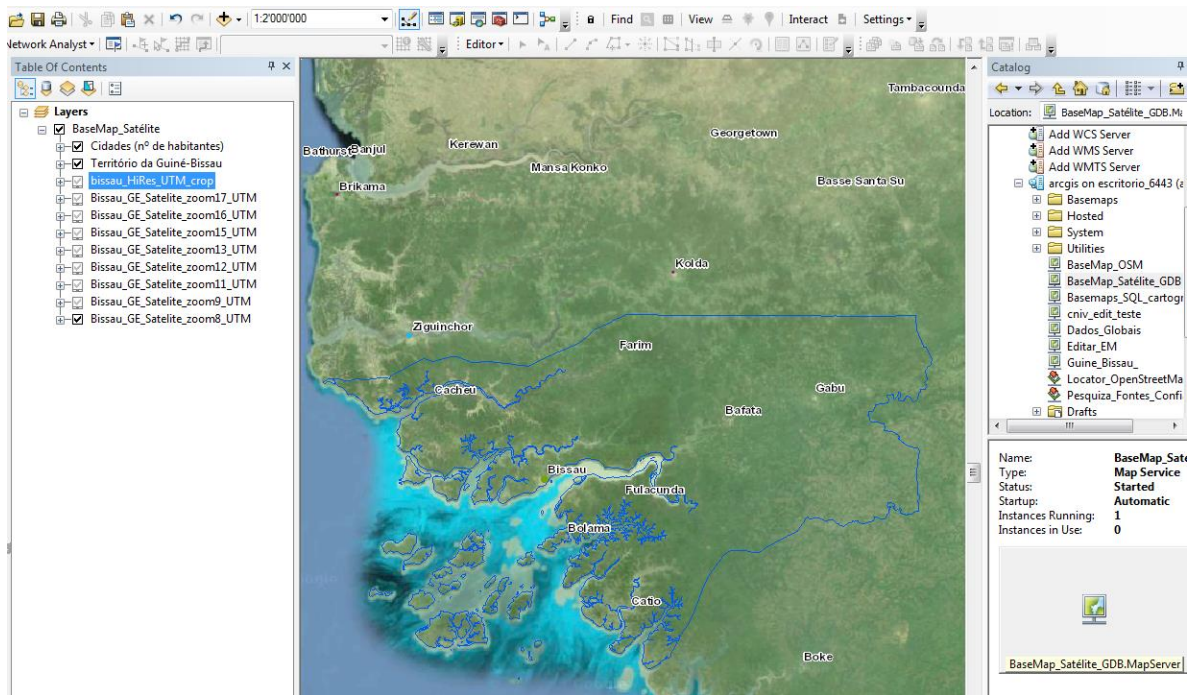 1:2'000'000
Find
View
Interact
Settings
Network Analyst
Editor
Table Of Contents
Layers
BaseMap_Satélite
Cidades (nº de habitantes)
Território da Guiné-Bissau
bissau_HiRes_UTM_crop
Bissau_GE_Satelite_zoom17_UTM
Bissau_GE_Satelite_zoom16_UTM
Bissau_GE_Satelite_zoom15_UTM
Bissau_GE_Satelite_zoom13_UTM
Bissau_GE_Satelite_zoom12_UTM
Bissau_GE_Satelite_zoom11_UTM
Bissau_GE_Satelite_zoom9_UTM
Bissau_GE_Satelite_zoom8_UTM
Tambacounda
Georgetown
Bathurst Banjul
Kerewan
Mansa Konko
Brikama
Basse Santa Su
Kolda
Ziguinchor
Farim
Cacheu
Gabu
Bafata
Bissau
Fulacunda
Bolama
Catio
Boke
Catalog
Location: BaseMap_Satélite_GDB.Ma
Add WCS Server
Add WMS Server
Add WMTS Server
arcgis on escritorio_6443 (a
Basemaps
Hosted
System
Utilities
BaseMap_OSM
BaseMap_Satélite_GDB
Basemaps_SQL_cartogr
cniv_edit_teste
Dados_Globais
Editar_EM
Guine_Bissau_
Locator_OpenStreetMa
Pesquiza_Fontes_Confi
Drafts
Name: BaseMap_Saté
Type: Map Service
Status: Started
Startup: Automatic
Instances Running: 1
Instances in Use: 0
BaseMap_Satélite_GDB.MapServer